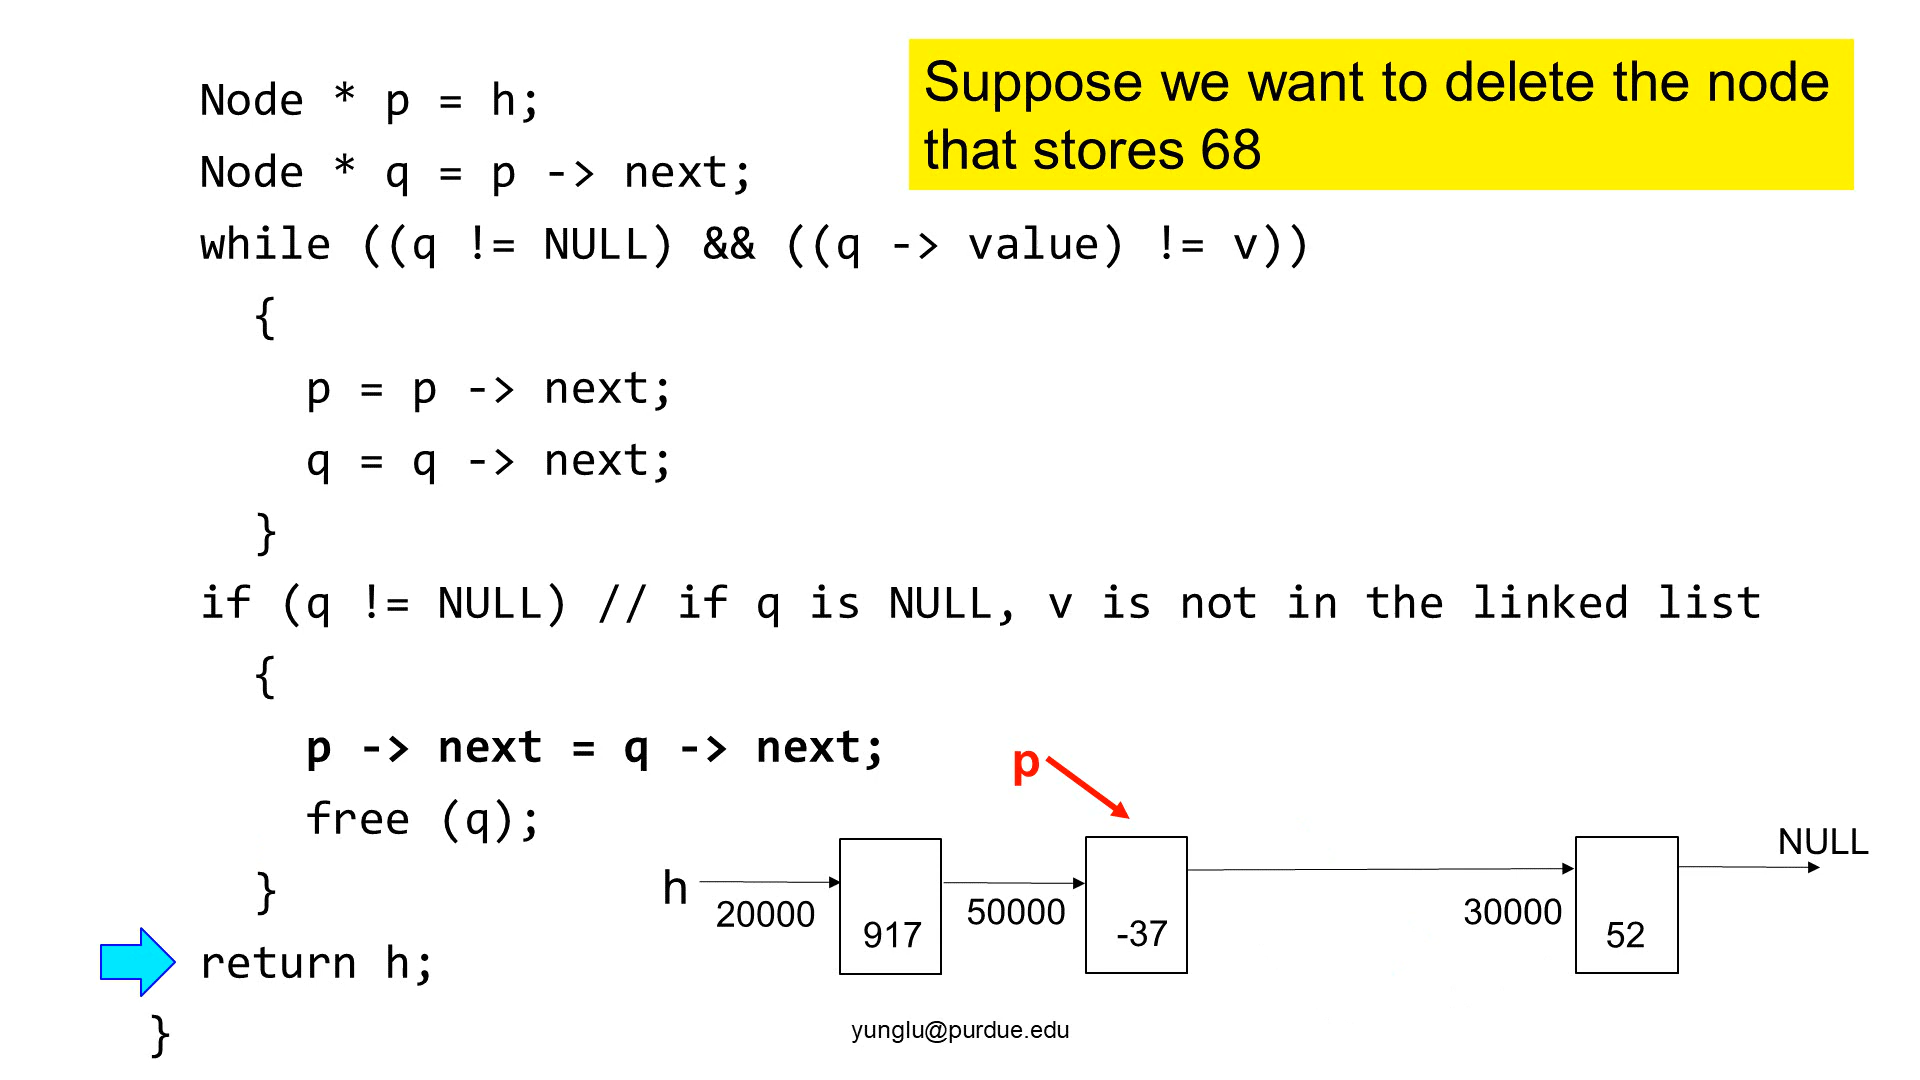 Suppose we want to delete the node
that stores 68
Node * p = h;
Node * q = p -> next;
while ((q != NULL) && ((q -> value) != v))
{
p = p -> next;
q = q -> next;
}
if (q != NULL) // if q is NULL, v is not in the linked list
{
p -> next = q -> next;
free (q);
}
return h;
}
p
h
20000
917
50000
-37
30000
52
NULL
yunglu@purdue.edu